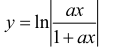 y = ln|ax/(1+ax)|